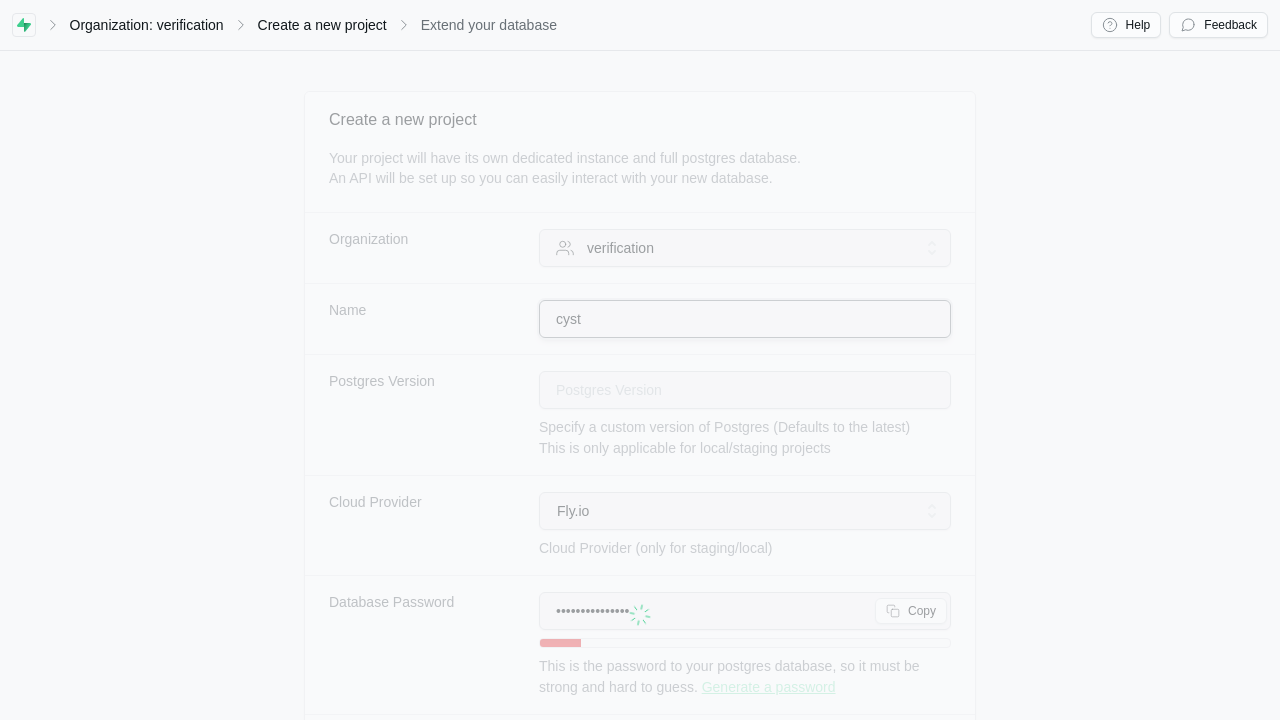 Organization: verification
Create a new project
Extend your database
Help
Feedback
Create a new project
Your project will have its own dedicated instance and full postgres database.
An API will be set up so you can easily interact with your new database.
Organization
verification
Name
cyst
Postgres Version
Postgres Version
Specify a custom version of Postgres (Defaults to the latest)
This is only applicable for local/staging projects
Cloud Provider
Fly.io
Cloud Provider (only for staging/local)
Database Password
•••••••••••••••
Copy
This is the password to your postgres database, so it must be
strong and hard to guess. Generate a password